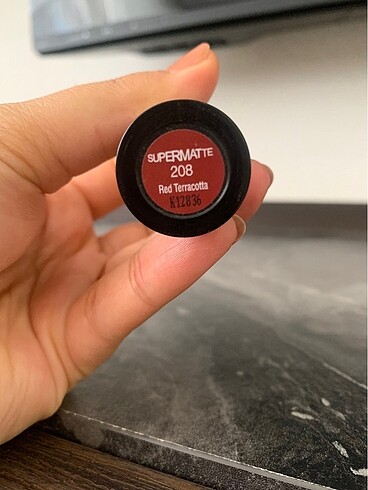 SUPERMATTE
208
Red Terracotta
K12836